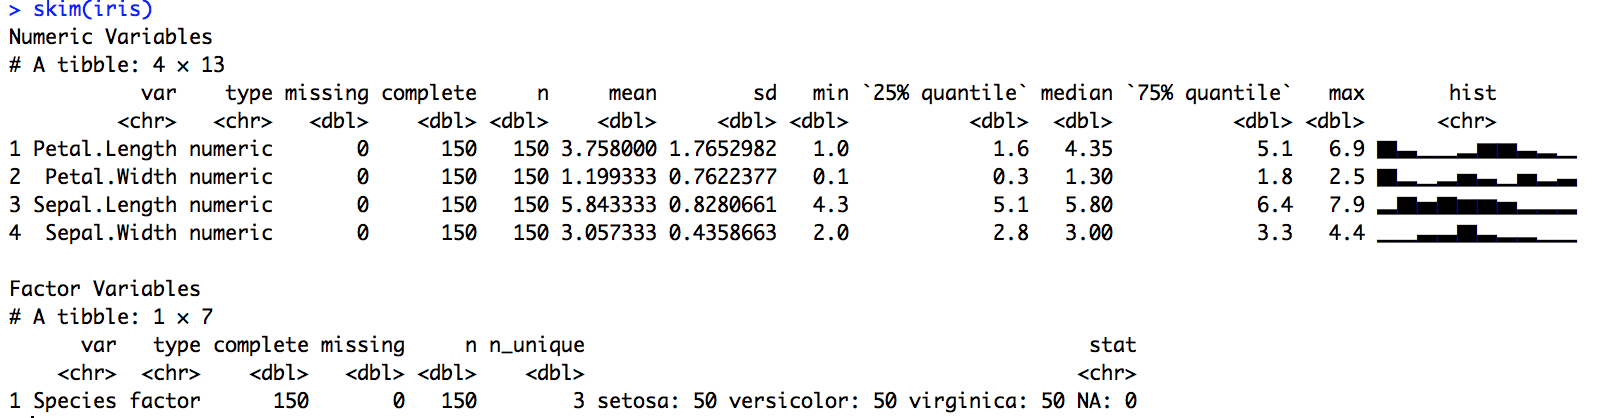 > skim(iris)
Numeric Variables
# A tibble: 4 × 13
var type missing complete n mean sd min `25% quantile` median `75% quantile` max hist
<chr> <chr> <dbl> <dbl> <dbl> <dbl> <dbl> <dbl> <dbl> <dbl> <dbl> <dbl> <chr>
1 Petal.Length numeric 0 150 150 3.758000 1.7652982 1.0 1.6 4.35 5.1 6.9
2 Petal.Width numeric 0 150 150 1.199333 0.7622377 0.1 0.3 1.30 1.8 2.5
3 Sepal.Length numeric 0 150 150 5.843333 0.8280661 4.3 5.1 5.80 6.4 7.9
4 Sepal.Width numeric 0 150 150 3.057333 0.4358663 2.0 2.8 3.00 3.3 4.4
Factor Variables
# A tibble: 1 × 7
var type complete missing n n_unique stat
<chr> <chr> <dbl> <dbl> <dbl> <dbl> <chr>
1 Species factor 150 0 150 3 setosa: 50 versicolor: 50 virginica: 50 NA: 0